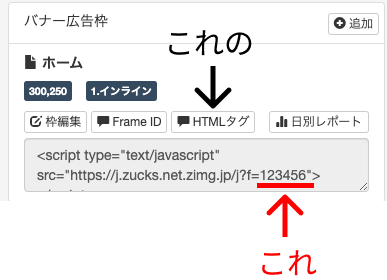 バナー広告枠
追加
これの
ホーム
300,250 1.インライン
枠編集 Frame ID HTMLタグ 日別レポート
<script type="text/javascript"
src="https://j.zucks.net.zimg.jp/j?f=123456">
これ